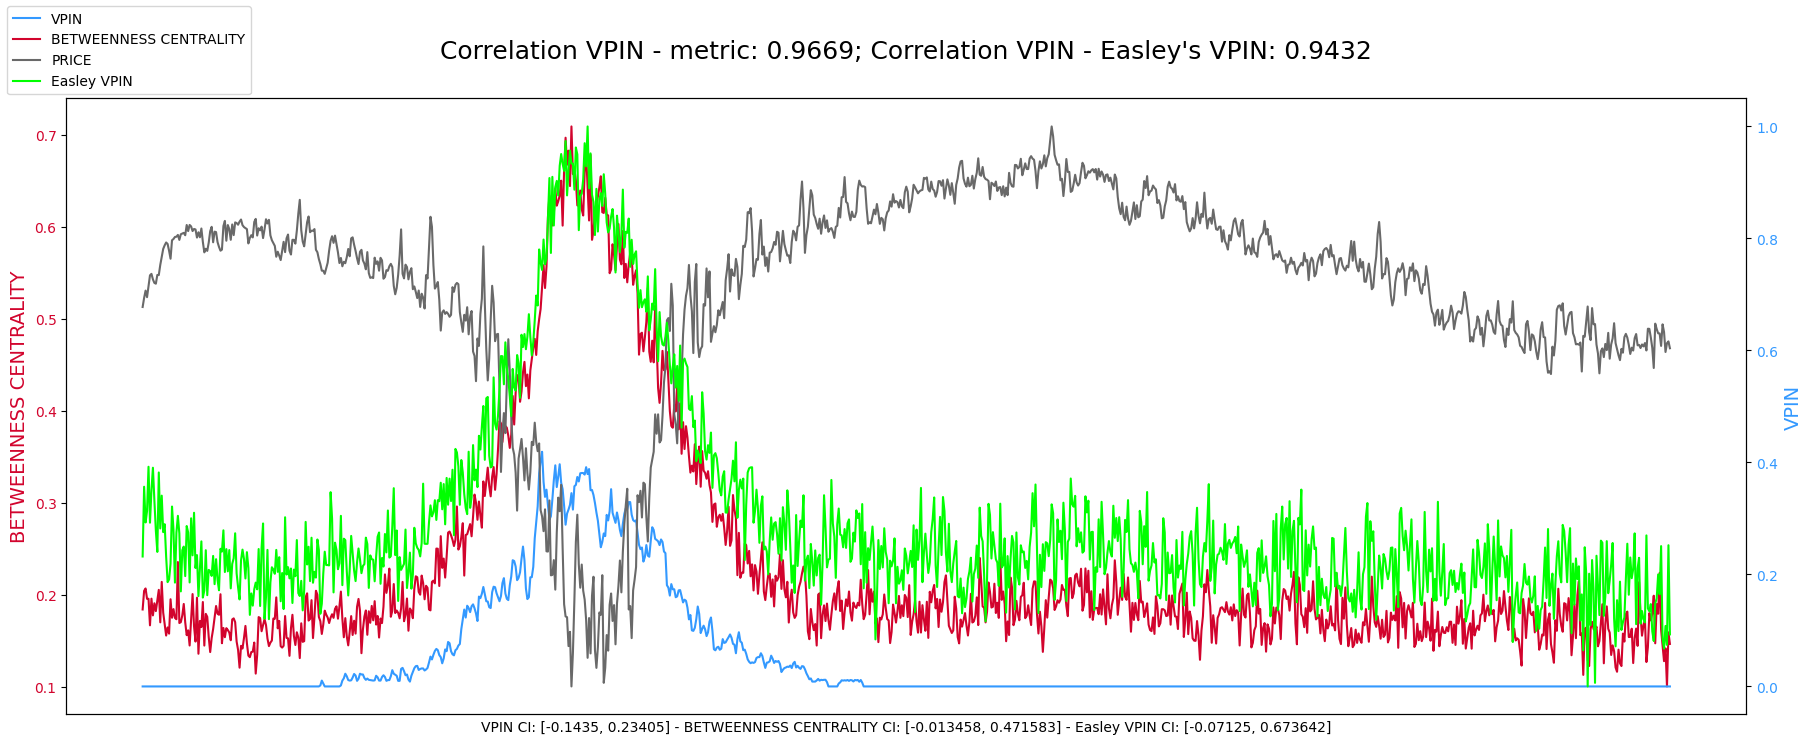 VPIN
BETWEENNESS CENTRALITY
PRICE
Easley VPIN
Correlation VPIN - metric: 0.9669; Correlation VPIN - Easley's VPIN: 0.9432
BETWEENNESS CENTRALITY
0.7
0.6
0.5
0.4
0.3
0.2
0.1
1.0
0.8
0.6
0.4
0.2
0.0
VPIN
VPIN CI: [-0.1435, 0.23405] - BETWEENNESS CENTRALITY CI: [-0.013458, 0.471583] - Easley VPIN CI: [-0.07125, 0.673642]